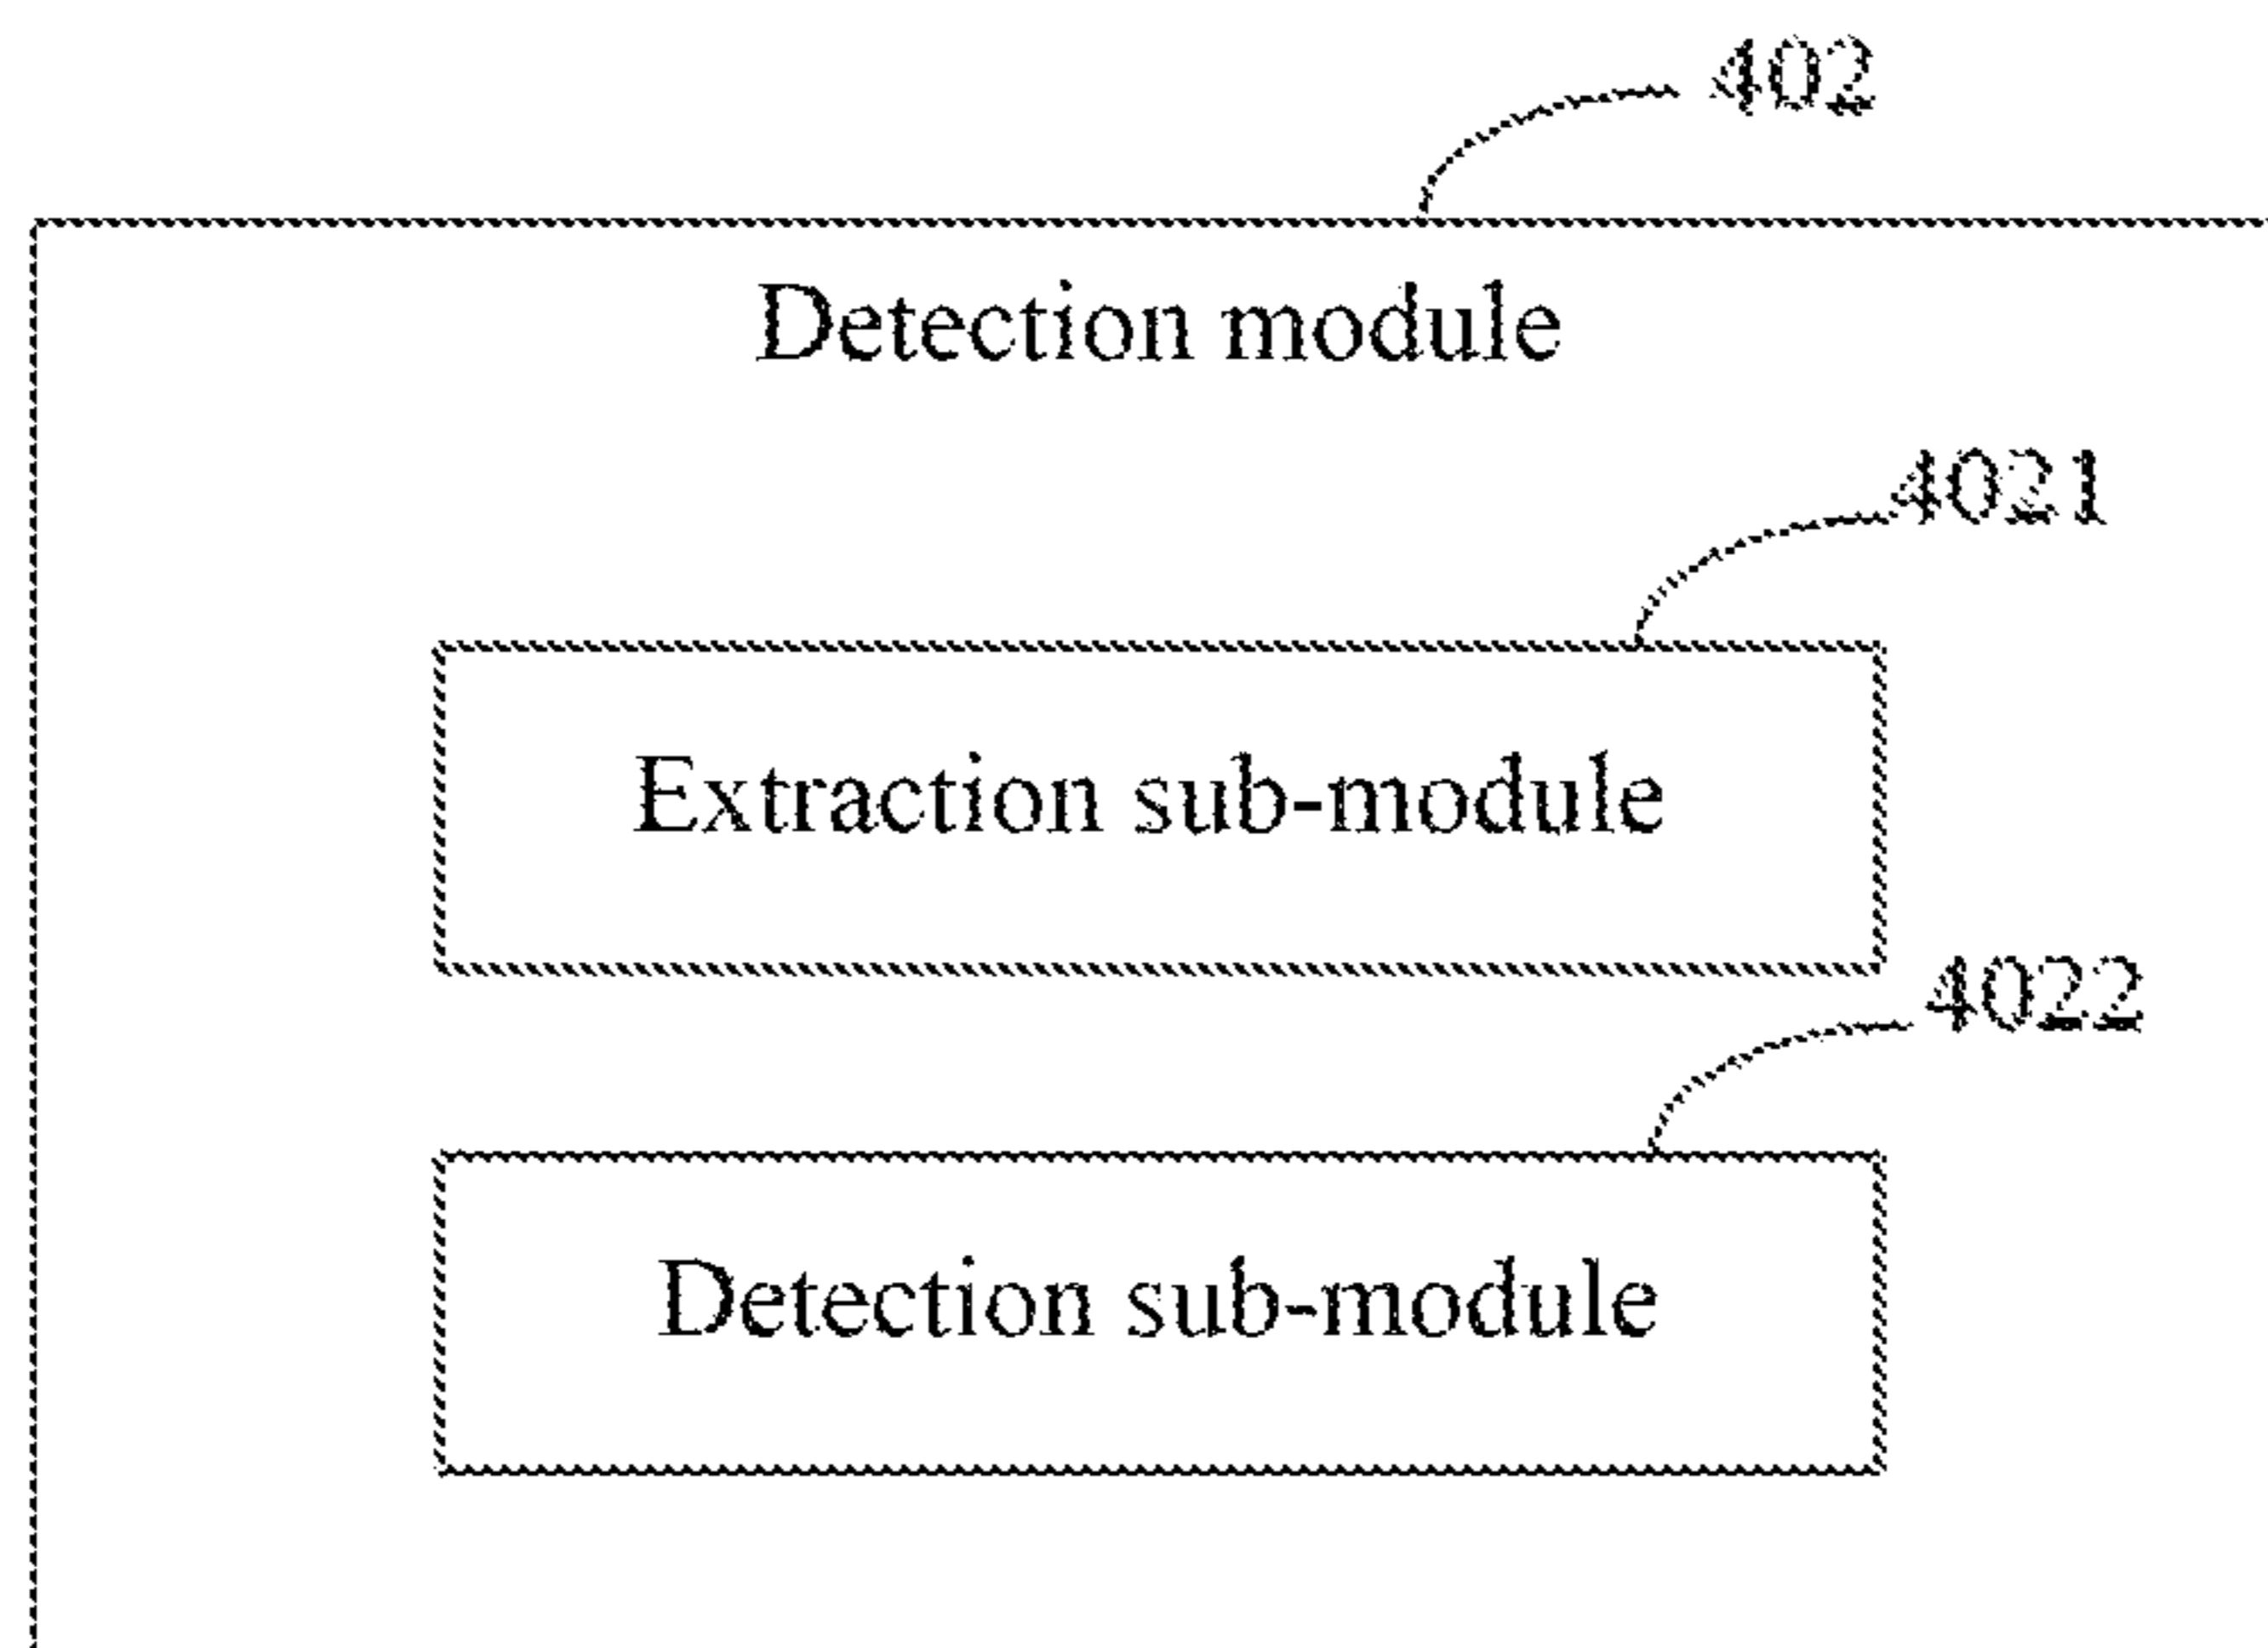 402
Detection module
4021
Extraction sub-module
4022
Detection sub-module